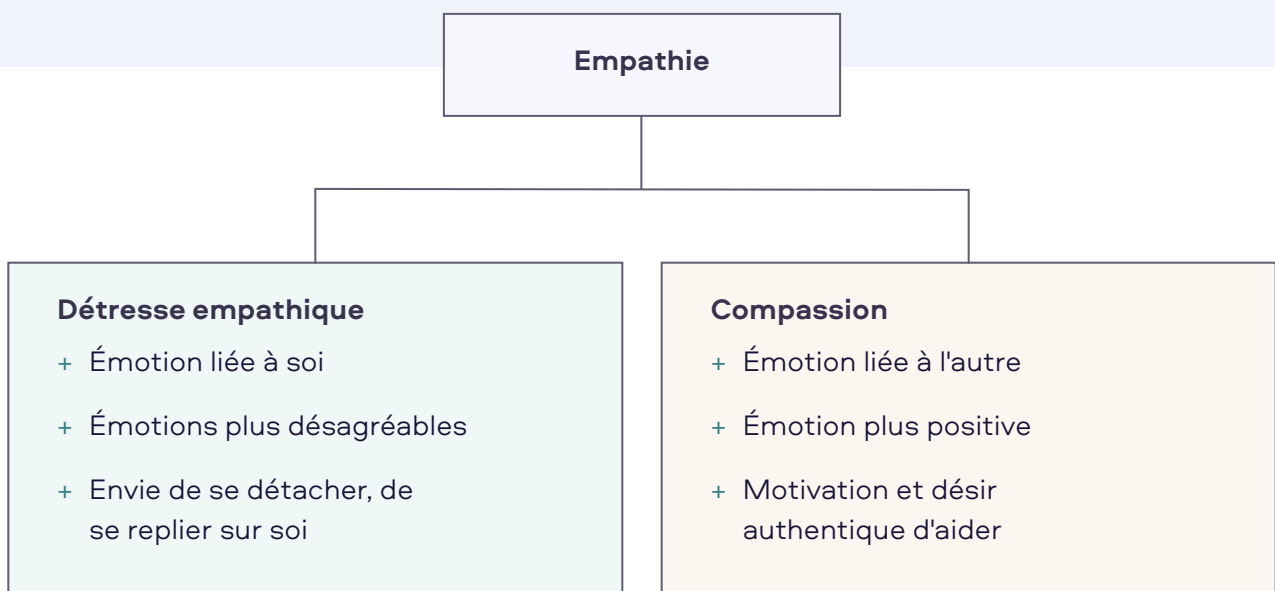 Empathie
Détresse empathique
+ Émotion liée à soi
+ Émotions plus désagréables
+ Envie de se détacher, de
se replier sur soi
Compassion
+ Émotion liée à l'autre
+ Émotion plus positive
+ Motivation et désir
authentique d'aider